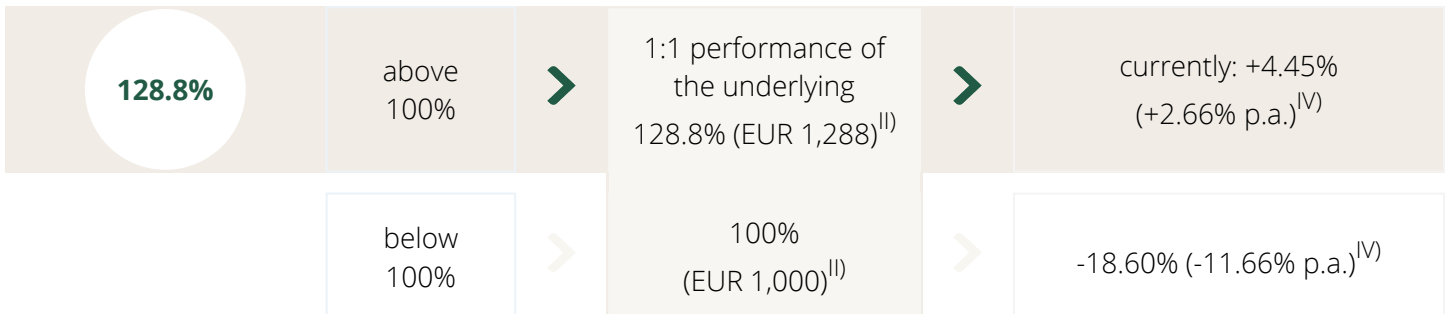 128.8%
above
100%
1:1 performance of
the underlying
128.8% (EUR 1,288)II)
currently: +4.45%
(+2.66% p.a.)IV)
below
100%
100%
(EUR 1,000)II)
-18.60% (-11.66% p.a.)IV)